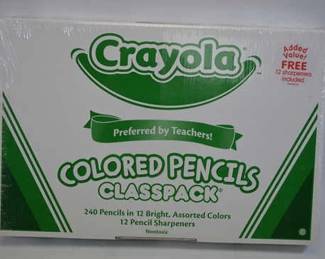 Crayola
Added
Value!
FREE
12 sharpeners
included
Preferred by Teachers!
COLORED PENCILS
CLASSPACK®
240 Pencils in 12 Bright, Assorted Colors
12 Pencil Sharpeners
Nontoxic